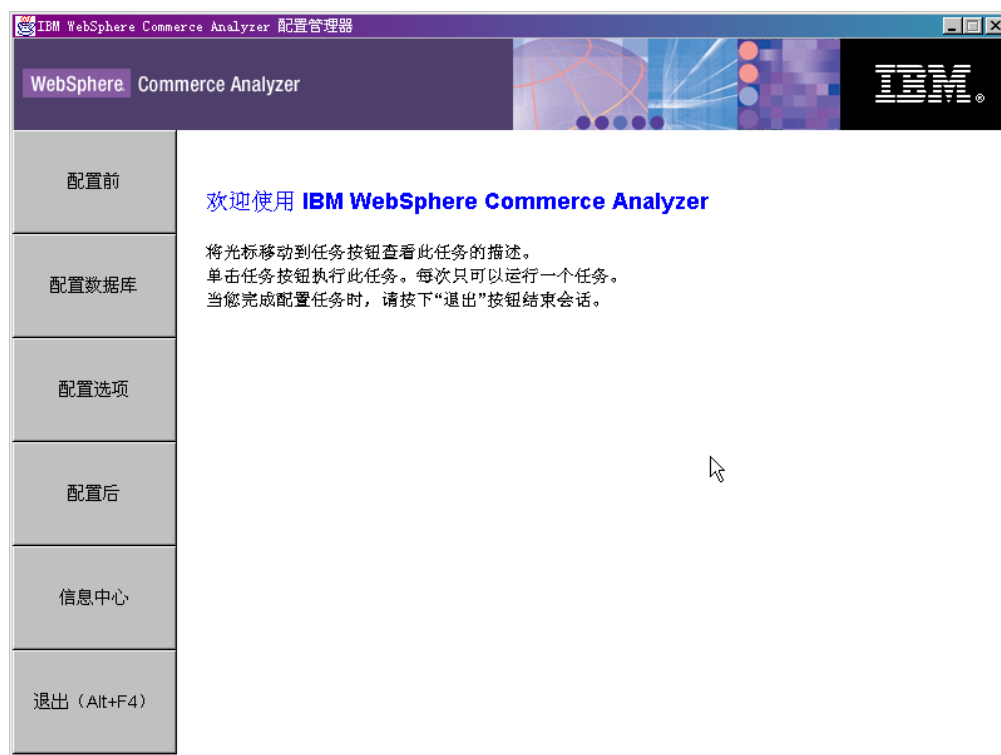 IBM WebSphere Commerce Analyzer 配置管理器
WebSphere. Commerce Analyzer
IBM®
配置前
欢迎使用 IBM WebSphere Commerce Analyzer
将光标移动到任务按钮查看此任务的描述。
单击任务按钮执行此任务。每次只可以运行一个任务。
当您完成配置任务时，请按下“退出”按钮结束会话。
配置数据库
配置选项
配置后
信息中心
退出（Alt+F4）